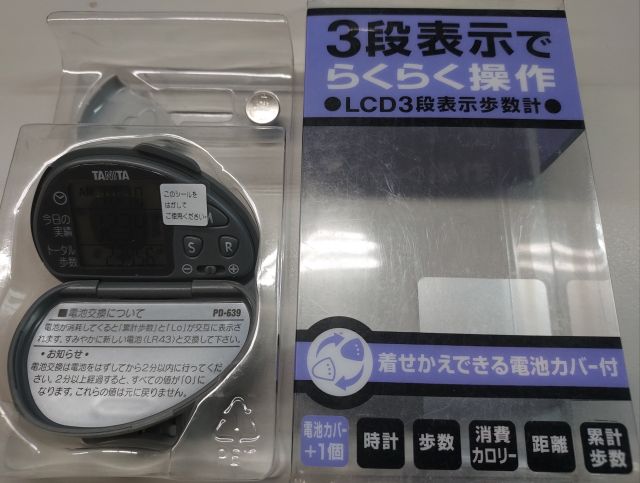 TANITA
このシールを
はがして
ご使用ください
今日の
実績
トータル
歩数
S
R
■電池交換について PD-639
電池が消耗してくると「累計歩数」と「Lo」が交互に表示さ
れます。すみやかに新しい電池(LR43)と交換して下さい。
・お知らせ・
電池交換は電池をはずしてから2分以内に行ってくだ
さい。2分以上経過すると、すべての値が「0」に
なります。これらの値は元に戻りません。
3段表示で
らくらく操作
●LCD3段表示歩数計●
着せかえできる電池カバー付
電池カバー
+1個
時計
歩数
消費
カロリー
距離
累計
歩数